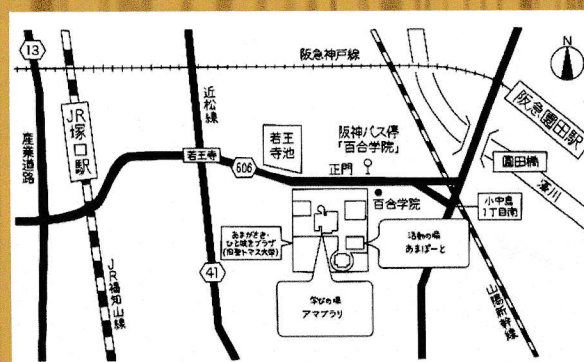 13
阪急神戸線
N
産業道路
JR塚口駅
近松線
若王寺
606
若王
寺池
正門
阪神バス停
「百合学院」
百合学院
阪急園田駅
園田橋
藻川
小中島
1丁目南
あまがさき・
ひと咲きプラザ
(旧聖トマス大学)
活動の場
あまぽーと
学びの場
アマブラリ
JR福知山線
41
山陽新幹線